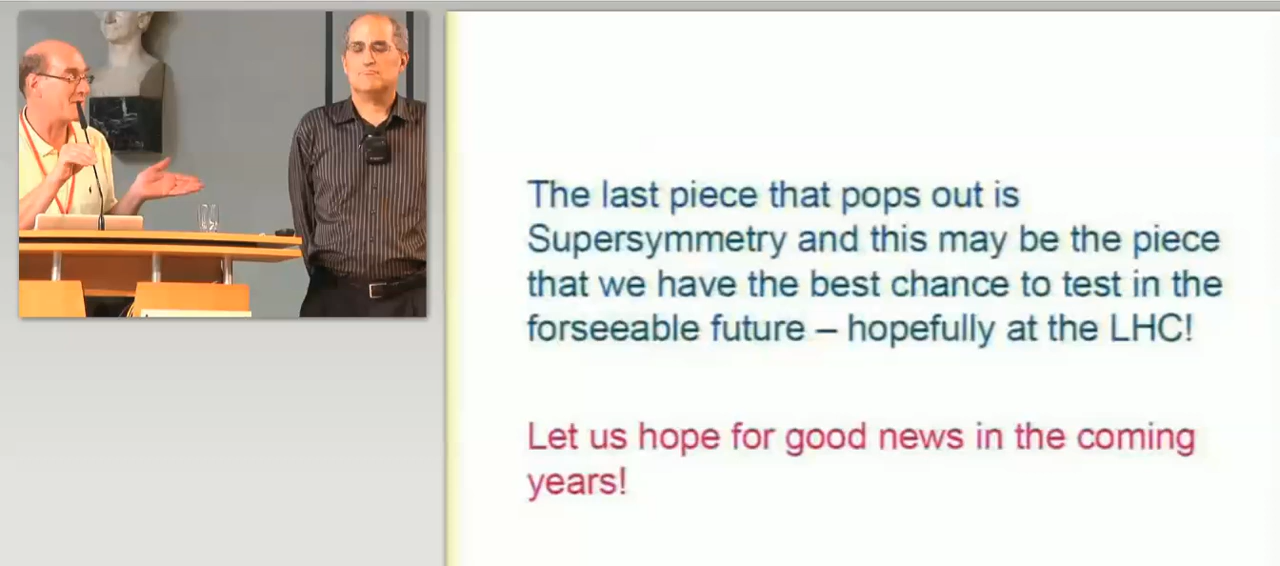 The last piece that pops out is
Supersymmetry and this may be the piece
that we have the best chance to test in the
forseeable future – hopefully at the LHC!
Let us hope for good news in the coming
years!